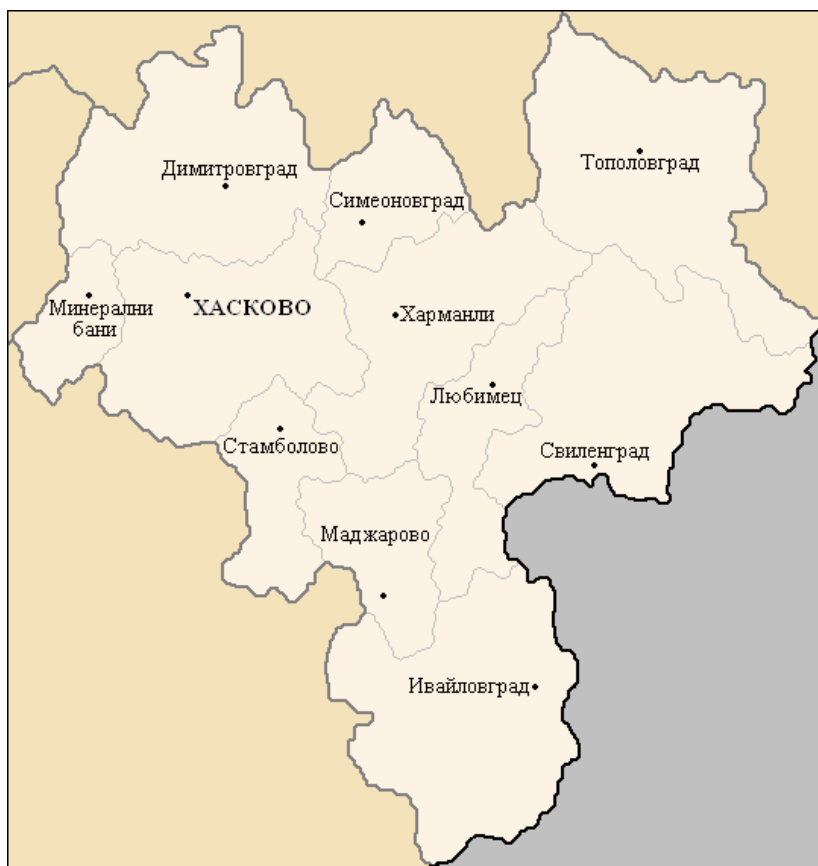 Димитровград
Тополовград
Симеоновград
Минерални
бани
ХАСКОВО
Харманли
Любимец
Стамболово
Свиленград
Маджарово
Ивайловград